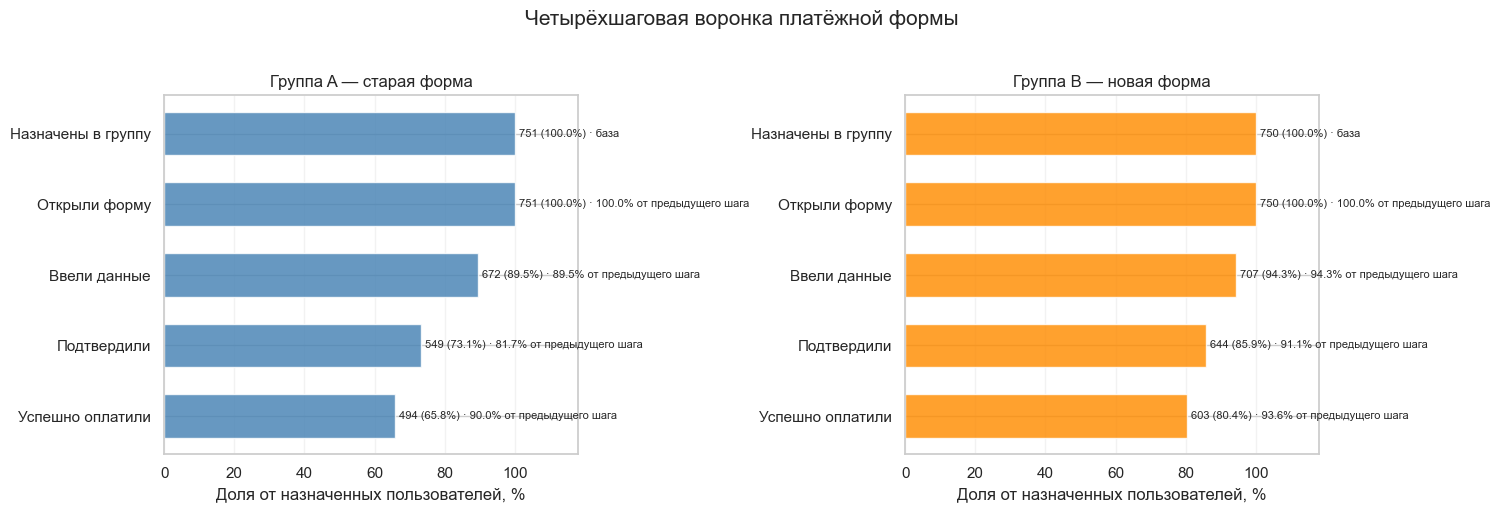 Четырёхшаговая воронка платёжной формы
Группа A — старая форма
Назначены в группу
751 (100.0%) · база
Открыли форму
751 (100.0%) · 100.0% от предыдущего шага
Ввели данные
672 (89.5%) · 89.5% от предыдущего шага
Подтвердили
549 (73.1%) · 81.7% от предыдущего шага
Успешно оплатили
494 (65.8%) · 90.0% от предыдущего шага
0 20 40 60 80 100
Доля от назначенных пользователей, %
Группа B — новая форма
Назначены в группу
750 (100.0%) · база
Открыли форму
750 (100.0%) · 100.0% от предыдущего шага
Ввели данные
707 (94.3%) · 94.3% от предыдущего шага
Подтвердили
644 (85.9%) · 91.1% от предыдущего шага
Успешно оплатили
603 (80.4%) · 93.6% от предыдущего шага
0 20 40 60 80 100
Доля от назначенных пользователей, %